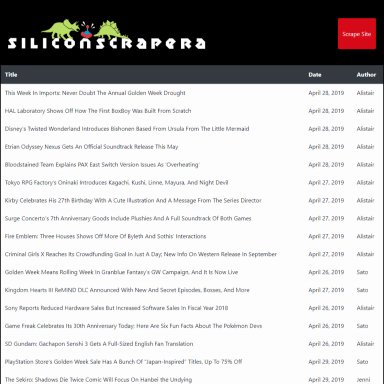 SILICONSCRAPERA
Scrape Site
Title Date Author
This Week In Imports: Never Doubt The Annual Golden Week Drought April 28, 2019 Alistair
HAL Laboratory Shows Off How The First BoxBoy Was Built From Scratch April 28, 2019 Alistair
Disney's Twisted Wonderland Introduces Bishonen Based From Ursula From The Little Mermaid April 28, 2019 Alistair
Etrian Odyssey Nexus Gets An Official Soundtrack Release This May April 28, 2019 Alistair
Bloodstained Team Explains PAX East Switch Version Issues As 'Overheating' April 28, 2019 Alistair
Tokyo RPG Factory's Oninaki Introduces Kagachi, Kushi, Linne, Mayura, And Night Devil April 27, 2019 Alistair
Kirby Celebrates His 27th Birthday With A Cute Illustration And A Message From The Series Director April 27, 2019 Alistair
Surge Concerto's 7th Anniversary Goods Include Plushies And A Full Soundtrack Of Both Games April 27, 2019 Alistair
Fire Emblem: Three Houses Shows Off More Of Byleth And Sothis' Interactions April 27, 2019 Alistair
Criminal Girls X Reaches Its Crowdfunding Goal In Just A Day; New Info On Western Release In September April 27, 2019 Alistair
Golden Week Means Rolling Week In Granblue Fantasy's GW Campaign, And It Is Now Live April 26, 2019 Sato
Kingdom Hearts III ReMIND DLC Announced With New And Secret Episodes, Bosses, And More April 27, 2019 Sato
Sony Reports Reduced Hardware Sales But Increased Software Sales In Fiscal Year 2018 April 26, 2019 Alistair
Game Freak Celebrates Its 30th Anniversary Today; Here Are Six Fun Facts About The Pokémon Devs April 26, 2019 Sato
SD Gundam: Gachapon Senshi 3 Gets A Full-Sized English Fan Translation April 26, 2019 Alistair
PlayStation Store's Golden Week Sale Has A Bunch Of "Japan-Inspired" Titles, Up To 75% Off April 29, 2019 Sato
The Sekiro: Shadows Die Twice Comic Will Focus On Hanbei the Undying April 29, 2019 Jenni